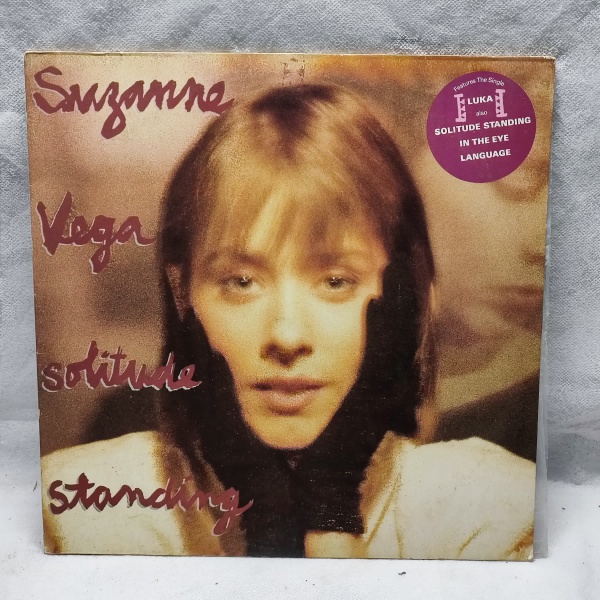 Suzanne
Vega
solitude
standing
Features The Single
LUKA
also
SOLITUDE STANDING
IN THE EYE
LANGUAGE